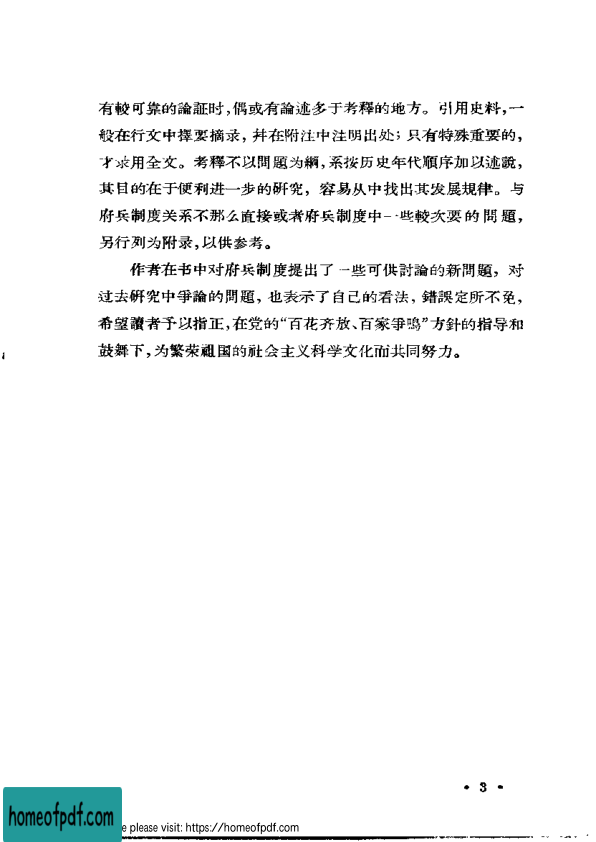 有較可靠的論証时，偶或有論述多于考釋的地方。引用史料，一
般在行文中擇要摘录，幷在附注中注明出处；只有特殊重要的，
才录用全文。考釋不以問題为綱，系按历史年代順序加以述說，
其目的在于便利进一步的研究，容易从中找出其发展規律。与
府兵制度关系不那么直接或者府兵制度中一些較次要的問題，
另行列为附录，以供参考。
作者在书中对府兵制度提出了一些可供討論的新問題，对
过去研究中爭論的問題，也表示了自己的看法，錯誤定所不免，
希望讀者予以指正，在党的“百花齐放、百家爭鳴”方針的指导和
鼓舞下，为繁荣祖国的社会主义科学文化而共同努力。
• 3 •
homeofpdf.com
e please visit: https://homeofpdf.com